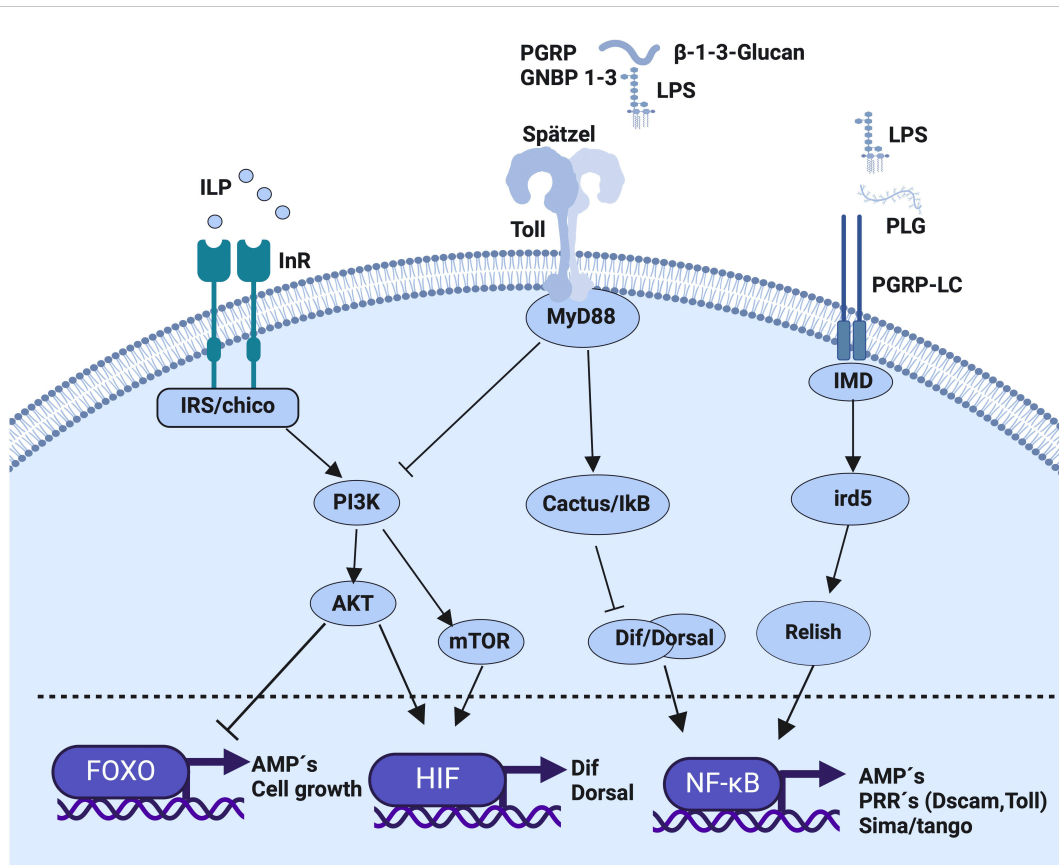 PGRP
GNBP 1-3
β-1-3-Glucan
LPS
Spätzel
Toll
LPS
PLG
PGRP-LC
ILP
InR
MyD88
IMD
IRS/chico
PI3K
Cactus/IkB
ird5
AKT
mTOR
Dif/Dorsal
Relish
FOXO
AMP´s
Cell growth
HIF
Dif
Dorsal
NF-κB
AMP´s
PRR´s (Dscam,Toll)
Sima/tango